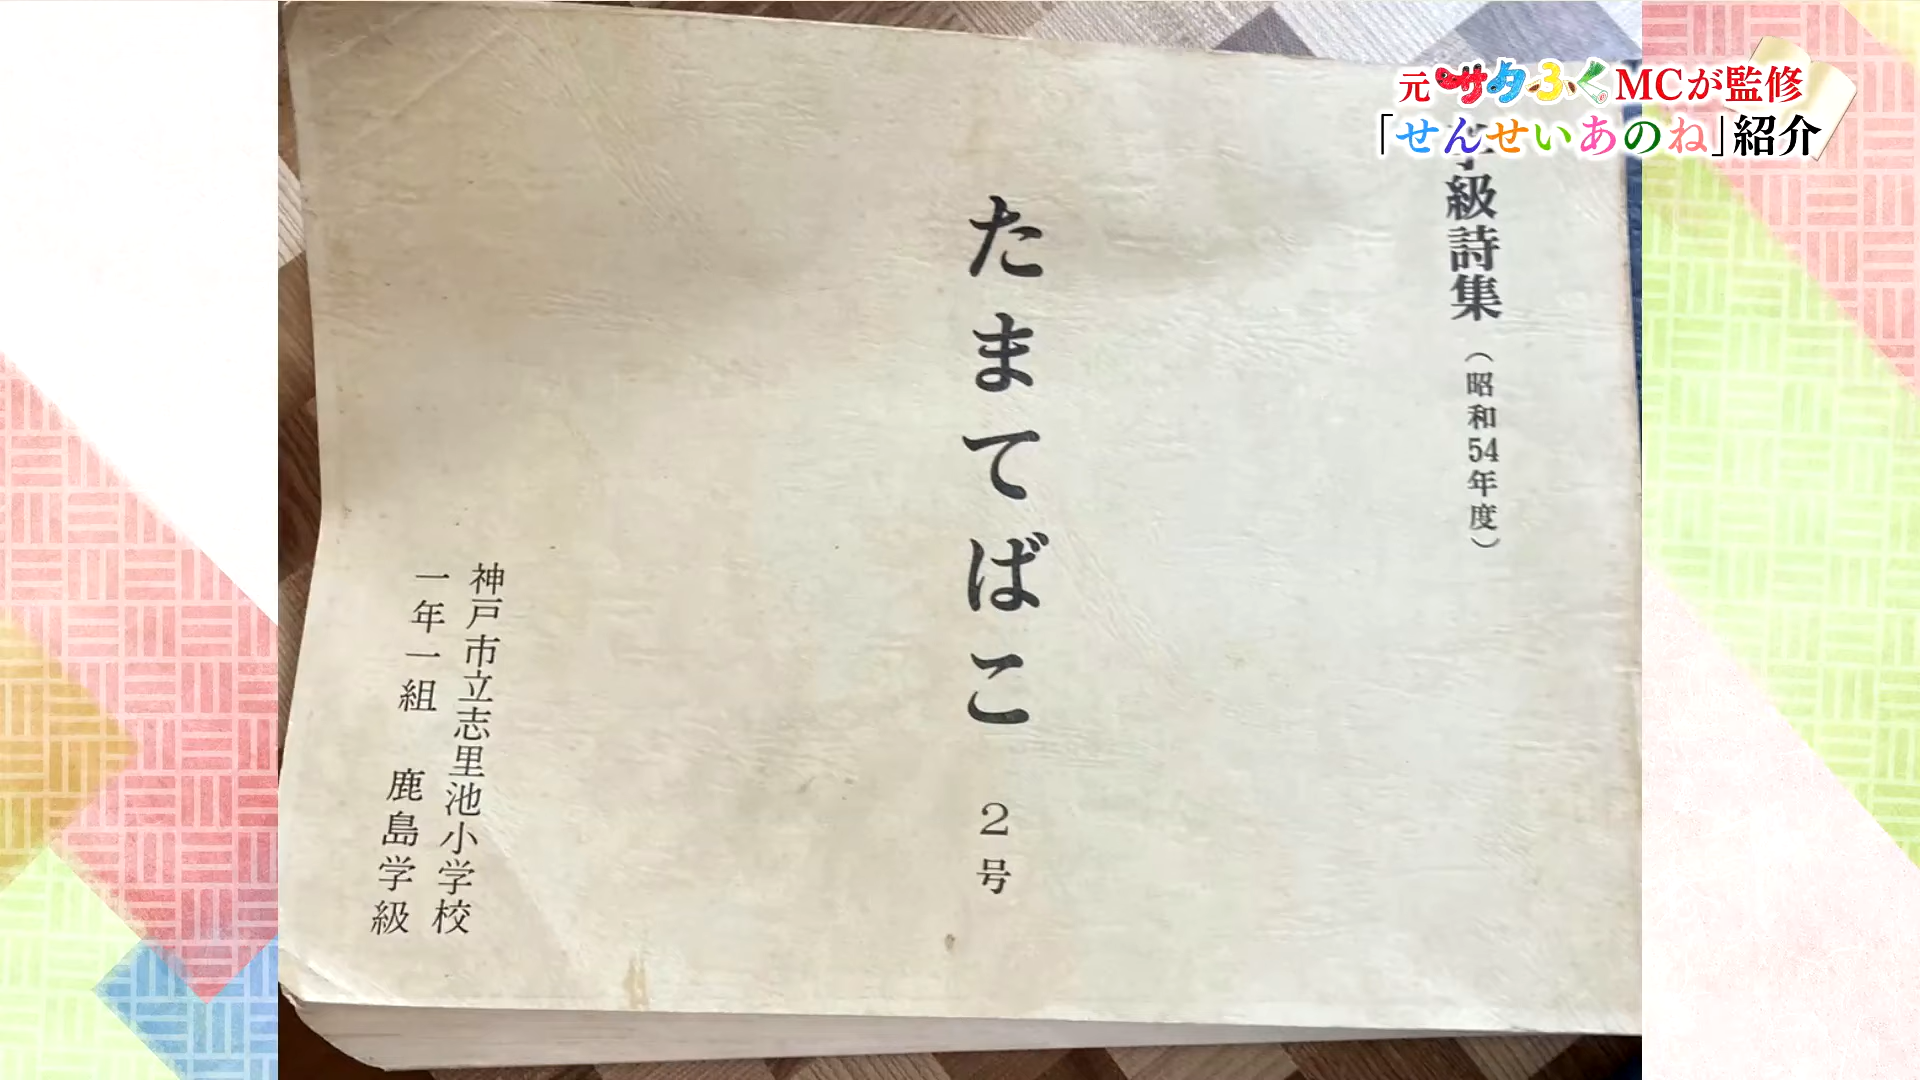 元サタふくMCが監修
「せんせいあのね」紹介
学級詩集（昭和54年度）
たまてばこ 2号
神戸市立志里池小学校
一年一組 鹿島学級